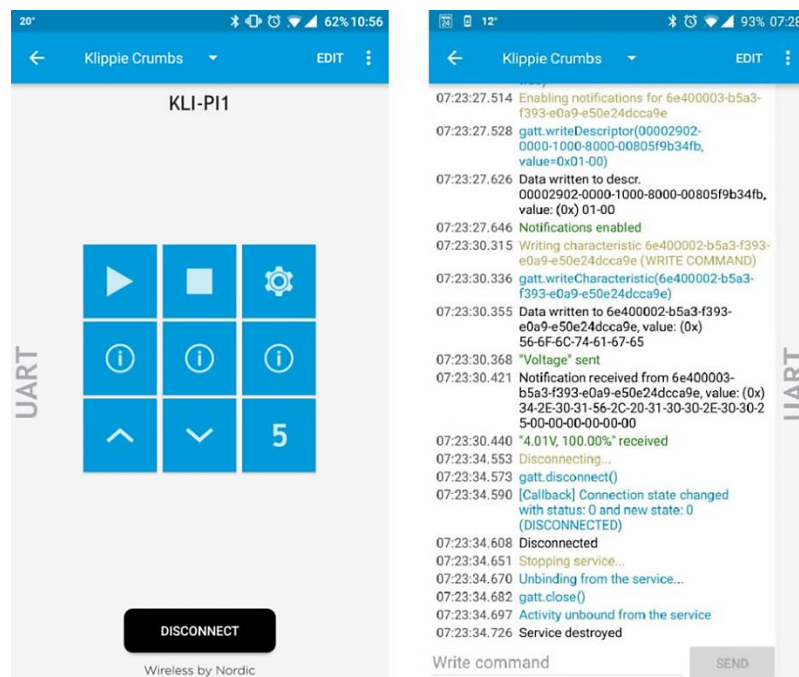 20°
62% 10:56
Klippie Crumbs
EDIT
KLI-PI1
UART
5
DISCONNECT
Wireless by Nordic
24
12°
93% 07:28
Klippie Crumbs
EDIT
07:23:27.514 Enabling notifications for 6e400003-b5a3-
f393-e0a9-e50e24dcca9e
07:23:27.528 gatt.writeDescriptor(00002902-
0000-1000-8000-00805f9b34fb,
value=0x01-00)
07:23:27.626 Data written to descr.
00002902-0000-1000-8000-00805f9b34fb,
value: (0x) 01-00
07:23:27.646 Notifications enabled
07:23:30.315 Writing characteristic 6e400002-b5a3-f393-
e0a9-e50e24dcca9e (WRITE COMMAND)
07:23:30.336 gatt.writeCharacteristic(6e400002-b5a3-
f393-e0a9-e50e24dcca9e)
07:23:30.355 Data written to 6e400002-b5a3-f393-
e0a9-e50e24dcca9e, value: (0x)
56-6F-6C-74-61-67-65
07:23:30.368 "Voltage" sent
07:23:30.421 Notification received from 6e400003-
b5a3-f393-e0a9-e50e24dcca9e, value: (0x)
34-2E-30-31-56-2C-20-31-30-30-2E-30-30-2
5-00-00-00-00-00-00
07:23:30.440 "4.01V, 100.00%" received
07:23:34.553 Disconnecting...
07:23:34.573 gatt.disconnect()
07:23:34.590 [Callback] Connection state changed
with status: 0 and new state: 0
(DISCONNECTED)
07:23:34.608 Disconnected
07:23:34.651 Stopping service...
07:23:34.670 Unbinding from the service...
07:23:34.682 gatt.close()
07:23:34.697 Activity unbound from the service
07:23:34.726 Service destroyed
Write command
SEND
UART